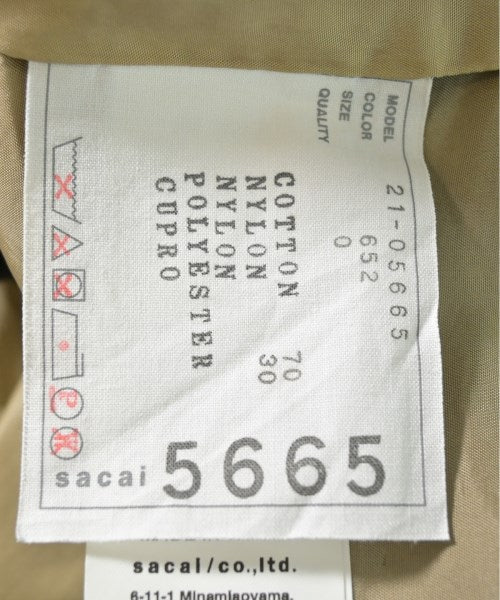 MODEL 21-05665
COLOR 652
SIZE 0
QUALITY
COTTON 70
NYLON 30
NYLON
POLYESTER
CUPRO
sacai 5665
sacai/co.,ltd.
6-11-1 Minamiaoyama,